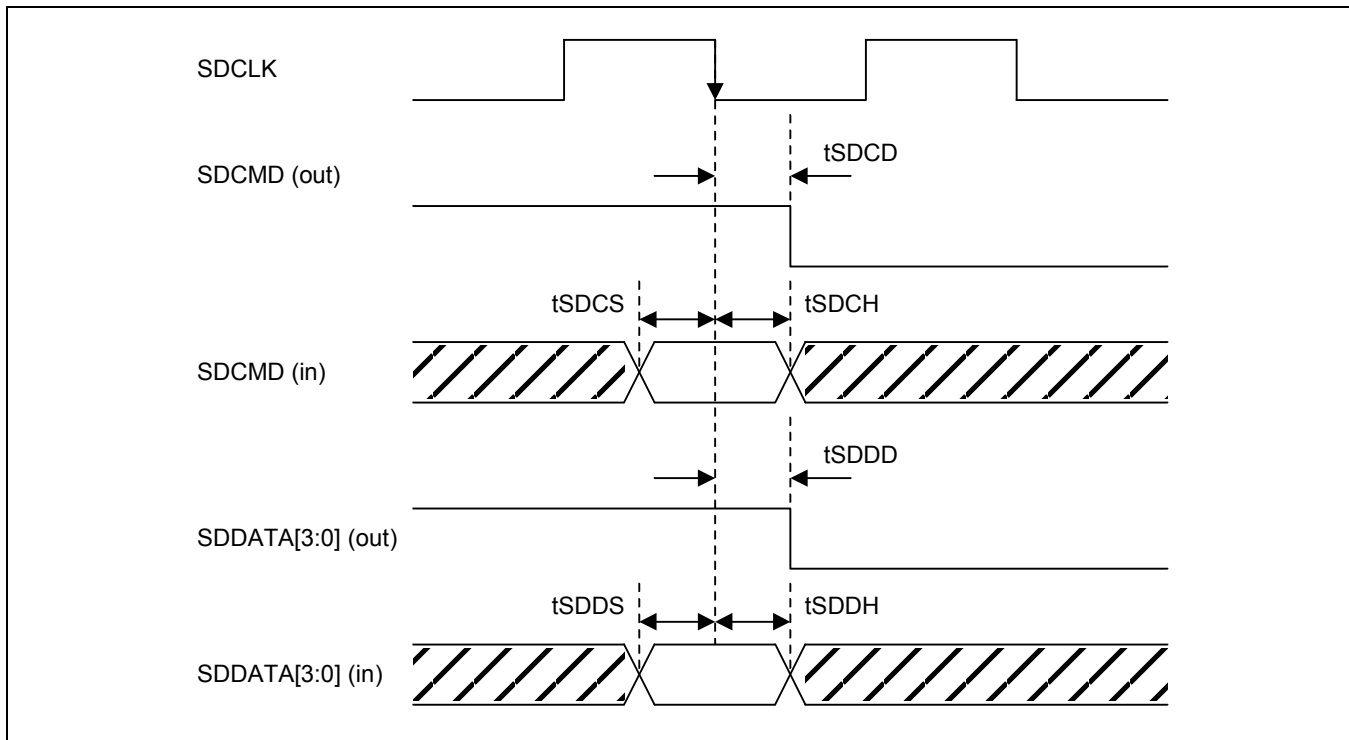 SDCLK
tSDCD
SDCMD (out)
tSDCS
tSDCH
SDCMD (in)
tSDDD
SDDATA[3:0] (out)
tSDDS
tSDDH
SDDATA[3:0] (in)